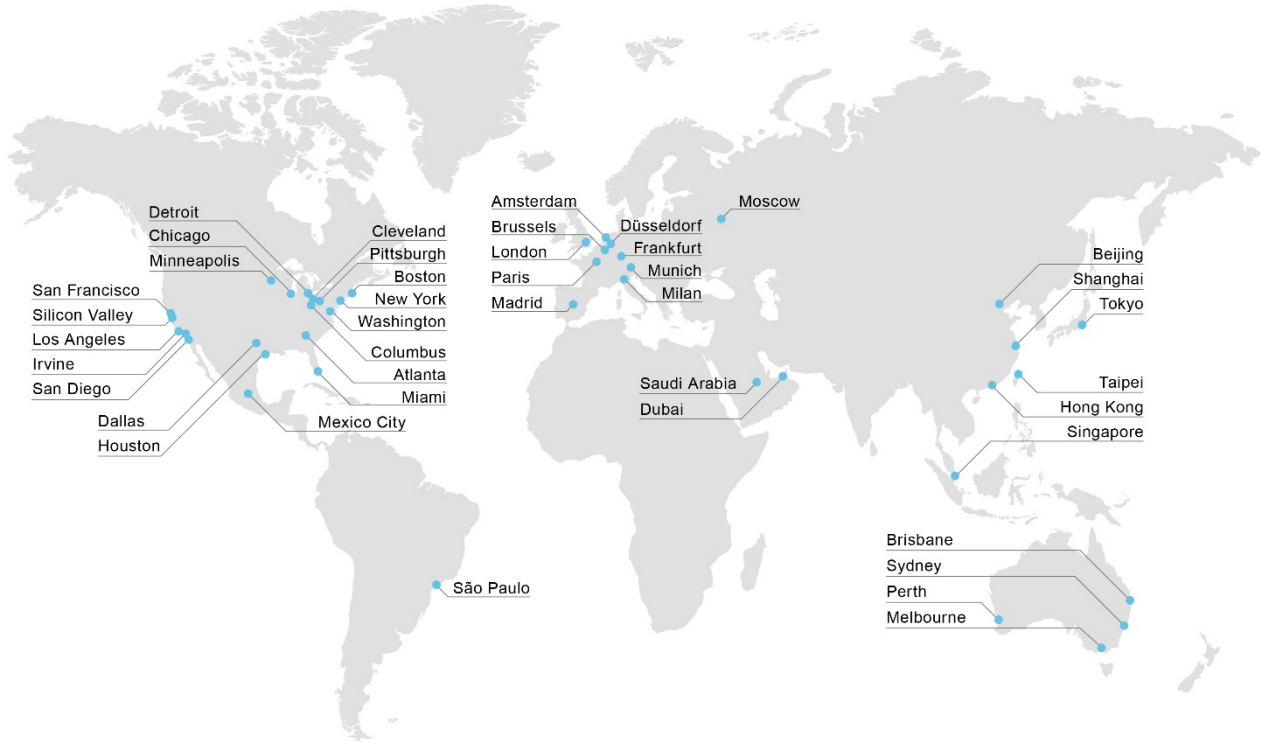 Detroit
Chicago
Minneapolis
San Francisco
Silicon Valley
Los Angeles
Irvine
San Diego
Dallas
Houston
Cleveland
Pittsburgh
Boston
New York
Washington
Columbus
Atlanta
Miami
Mexico City
São Paulo
Amsterdam
Brussels
London
Paris
Madrid
Düsseldorf
Frankfurt
Munich
Milan
Moscow
Saudi Arabia
Dubai
Beijing
Shanghai
Tokyo
Taipei
Hong Kong
Singapore
Brisbane
Sydney
Perth
Melbourne